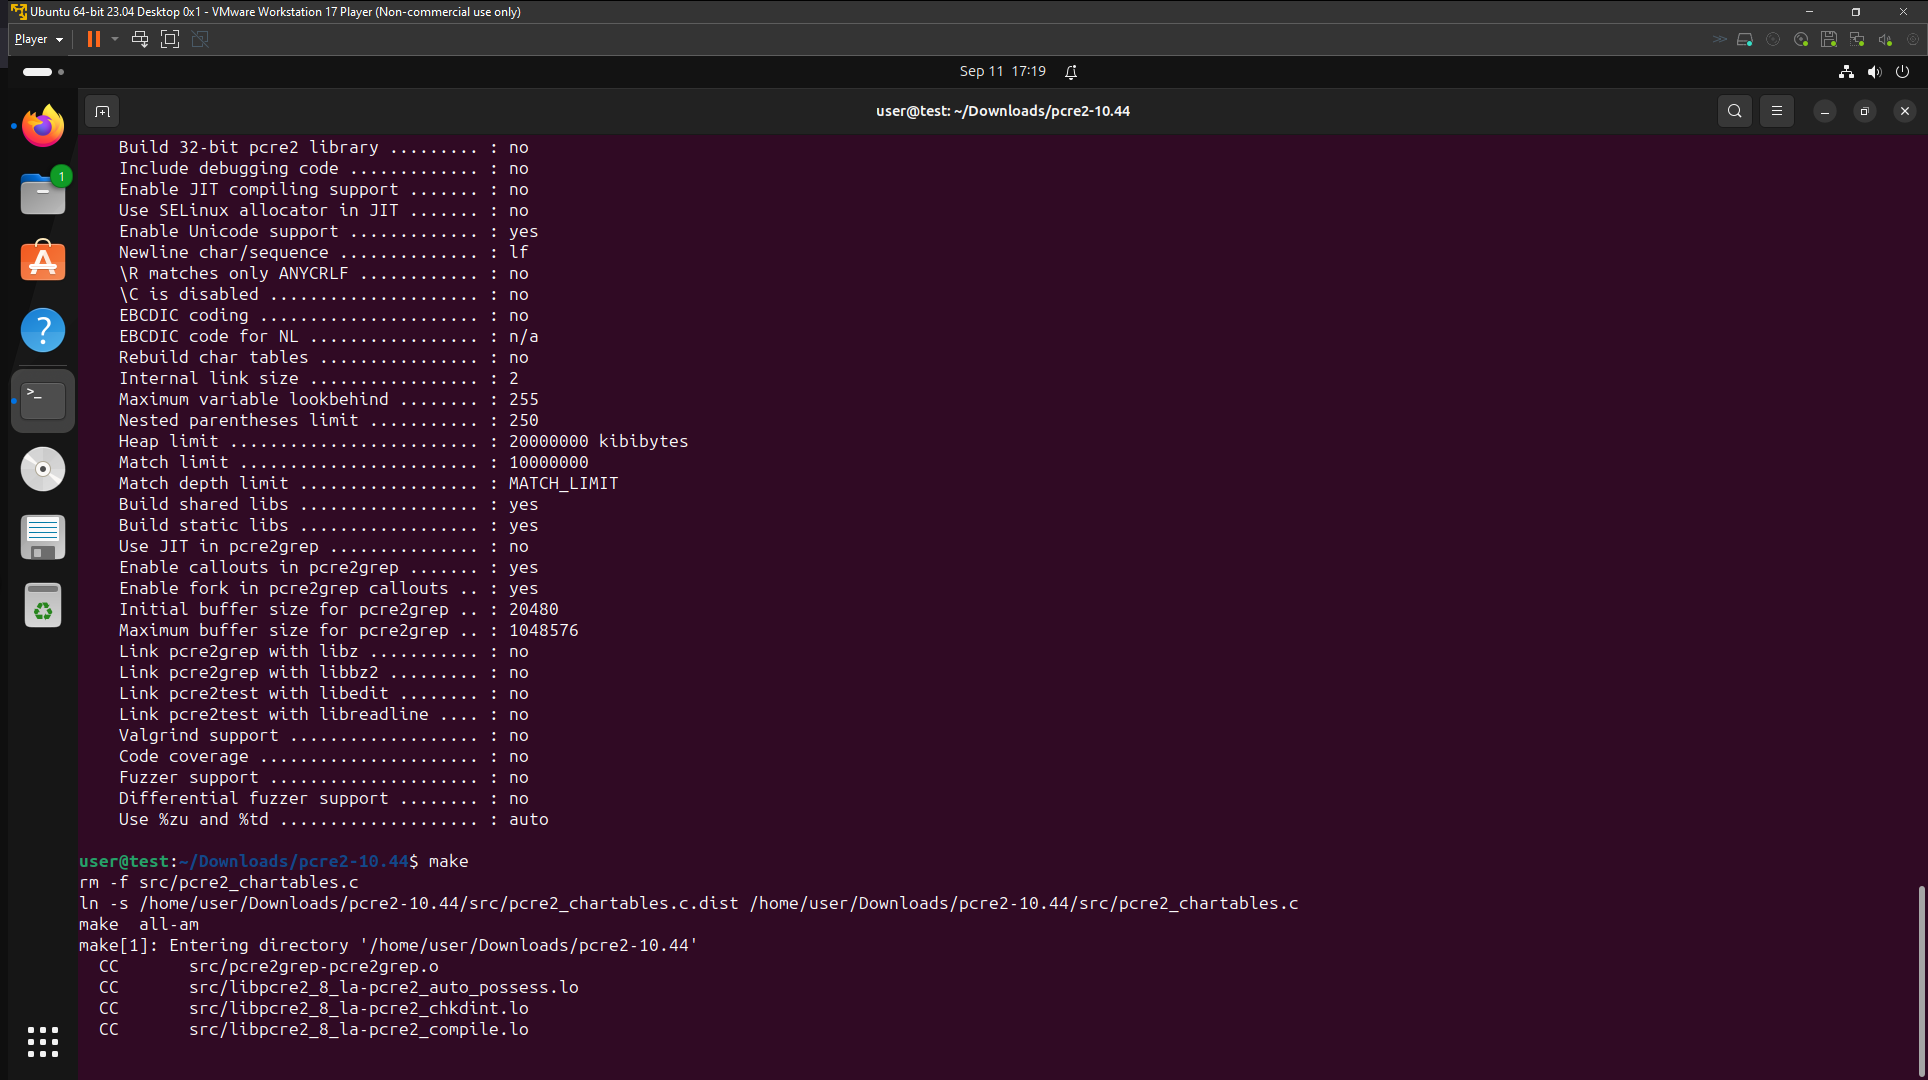 Ubuntu 64-bit 23.04 Desktop 0x1 - VMware Workstation 17 Player (Non-commercial use only)
Player
Sep 11 17:19
user@test: ~/Downloads/pcre2-10.44
1
Build 32-bit pcre2 library ......... : no
Include debugging code ............. : no
Enable JIT compiling support ....... : no
Use SELinux allocator in JIT ....... : no
Enable Unicode support ............. : yes
Newline char/sequence .............. : lf
\R matches only ANYCRLF ............ : no
\C is disabled ..................... : no
EBCDIC coding ...................... : no
EBCDIC code for NL ................. : n/a
Rebuild char tables ................ : no
Internal link size ................. : 2
Maximum variable lookbehind ........ : 255
Nested parentheses limit ........... : 250
Heap limit ......................... : 20000000 kibibytes
Match limit ........................ : 10000000
Match depth limit .................. : MATCH_LIMIT
Build shared libs .................. : yes
Build static libs .................. : yes
Use JIT in pcre2grep ............... : no
Enable callouts in pcre2grep ....... : yes
Enable fork in pcre2grep callouts .. : yes
Initial buffer size for pcre2grep .. : 20480
Maximum buffer size for pcre2grep .. : 1048576
Link pcre2grep with libz ........... : no
Link pcre2grep with libbz2 ......... : no
Link pcre2test with libedit ........ : no
Link pcre2test with libreadline .... : no
Valgrind support ................... : no
Code coverage ...................... : no
Fuzzer support ..................... : no
Differential fuzzer support ........ : no
Use %zu and %td .................... : auto
user@test:~/Downloads/pcre2-10.44$ make
rm -f src/pcre2_chartables.c
ln -s /home/user/Downloads/pcre2-10.44/src/pcre2_chartables.c.dist /home/user/Downloads/pcre2-10.44/src/pcre2_chartables.c
make  all-am
make[1]: Entering directory '/home/user/Downloads/pcre2-10.44'
CC       src/pcre2grep-pcre2grep.o
CC       src/libpcre2_8_la-pcre2_auto_possess.lo
CC       src/libpcre2_8_la-pcre2_chkdint.lo
CC       src/libpcre2_8_la-pcre2_compile.lo